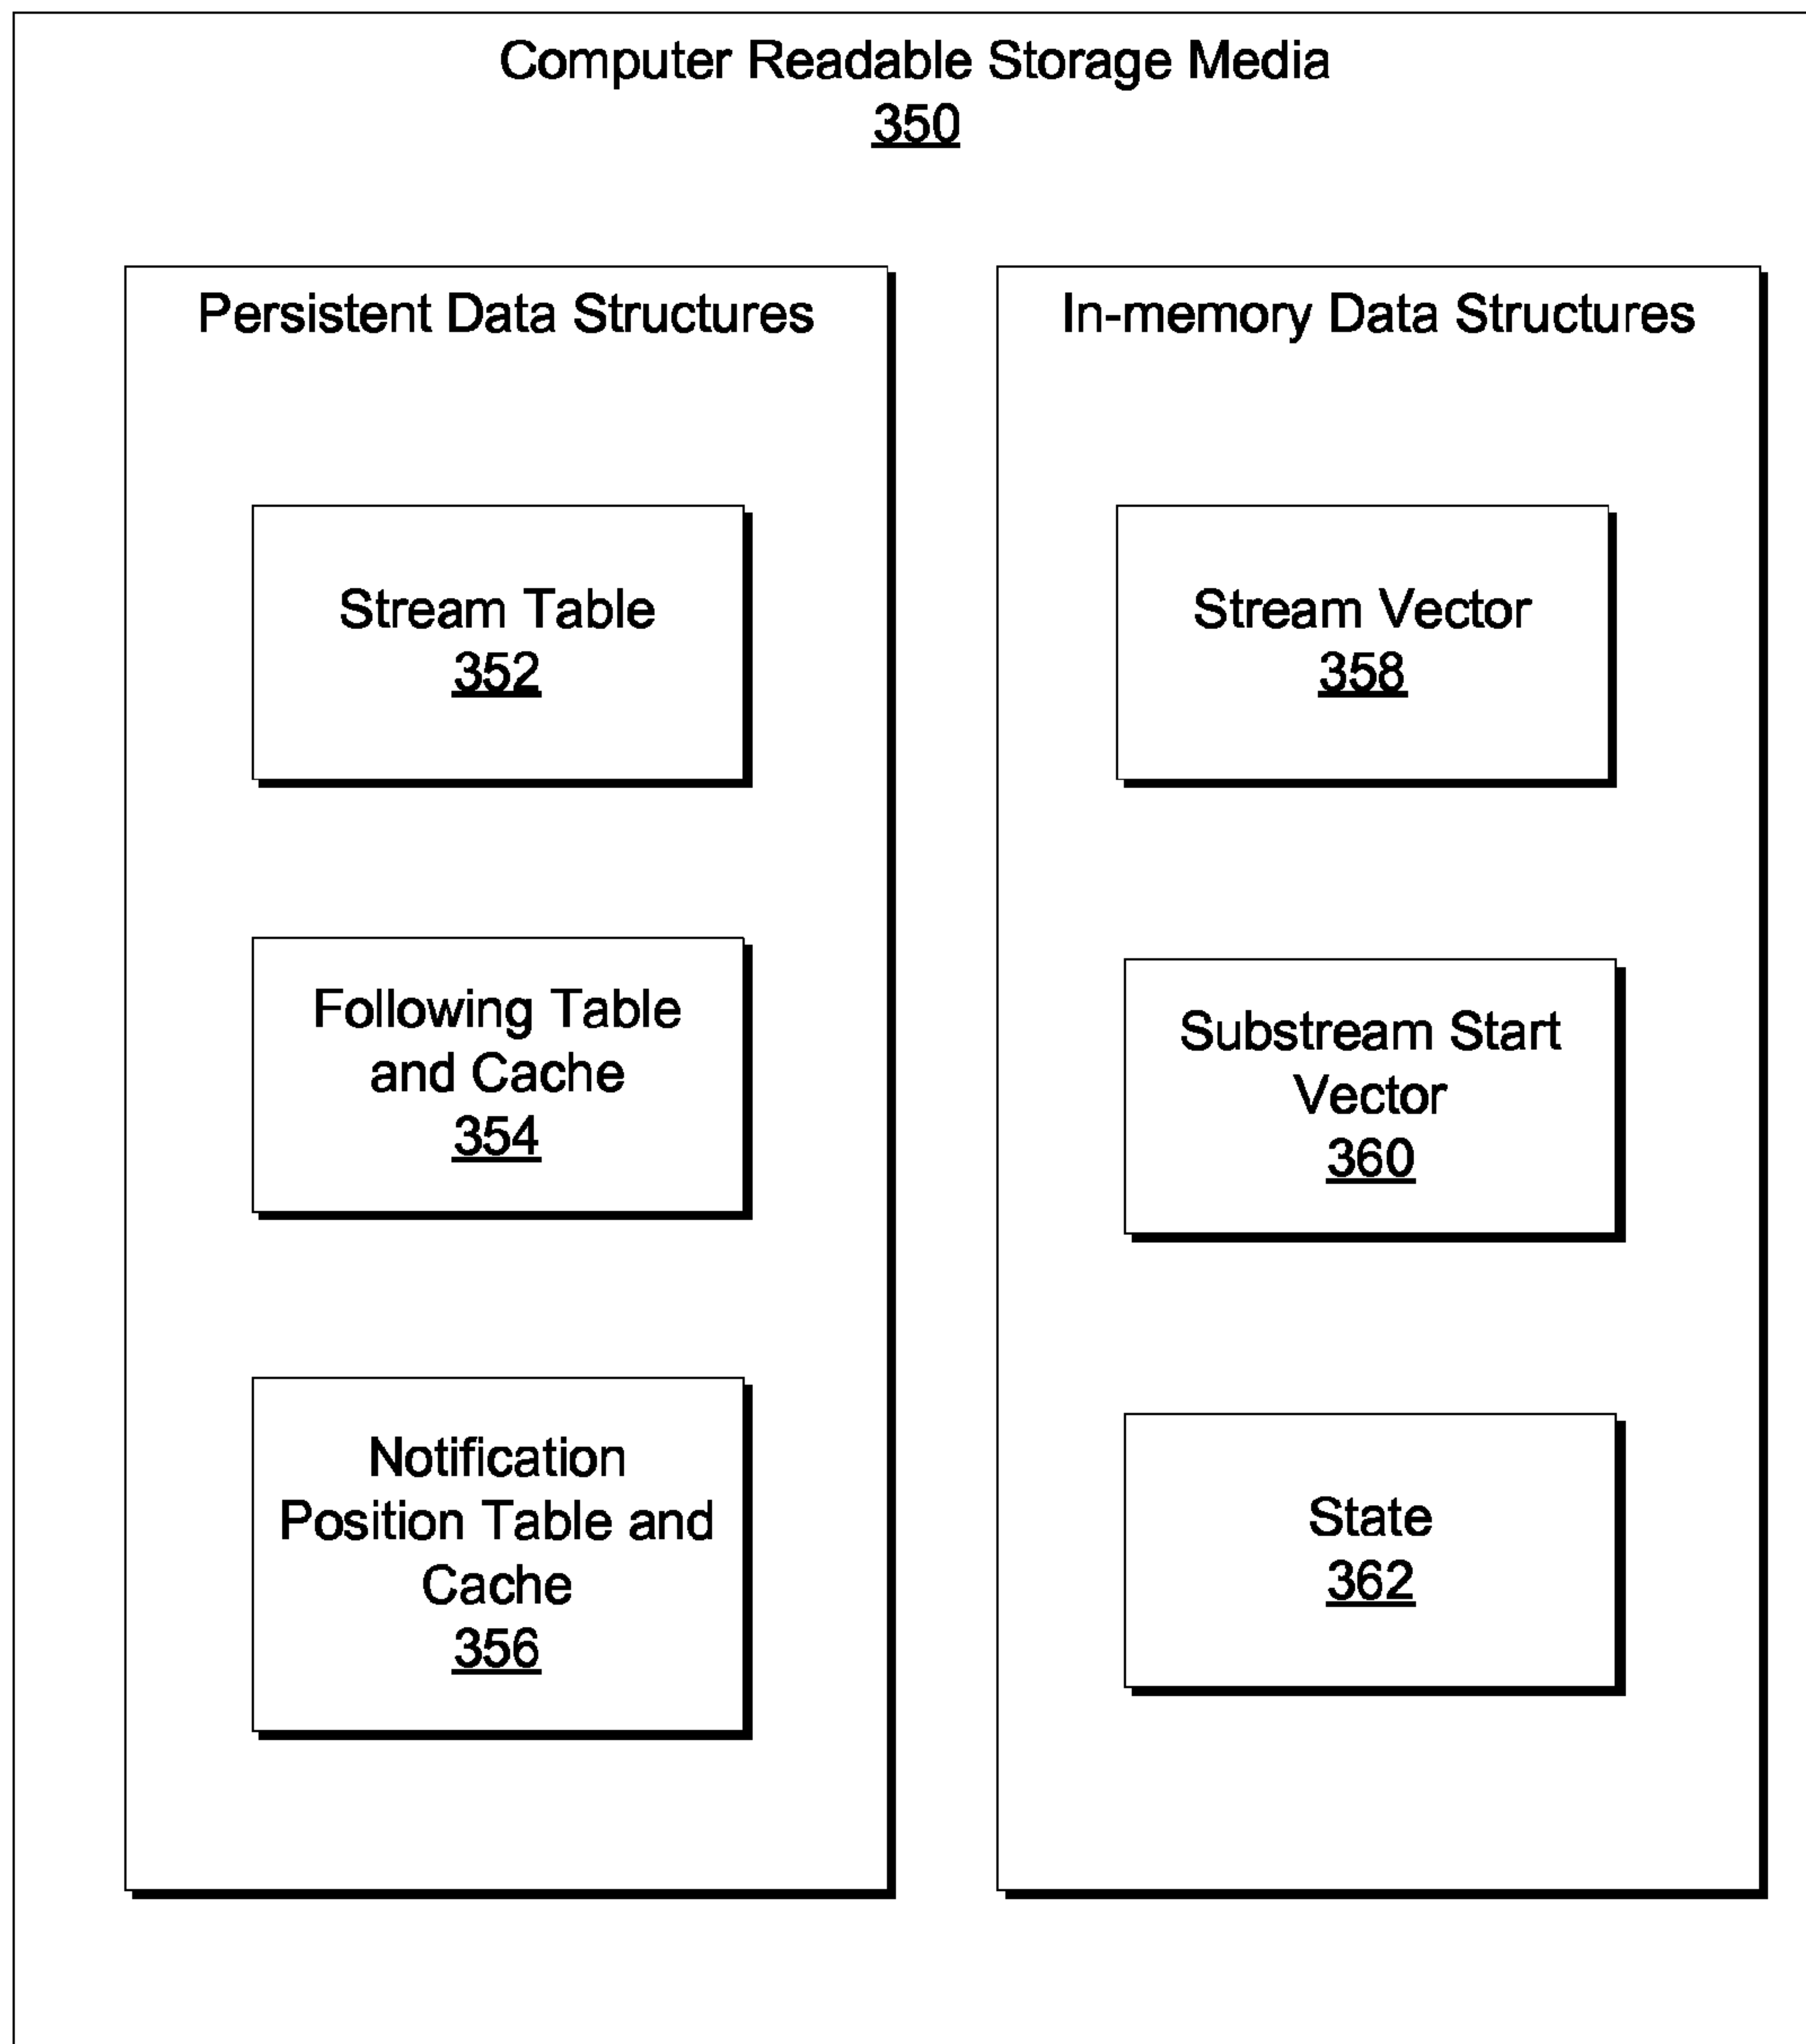 Computer Readable Storage Media
350
Persistent Data Structures
Stream Table
352
Following Table
and Cache
354
Notification
Position Table and
Cache
356
In-memory Data Structures
Stream Vector
358
Substream Start
Vector
360
State
362